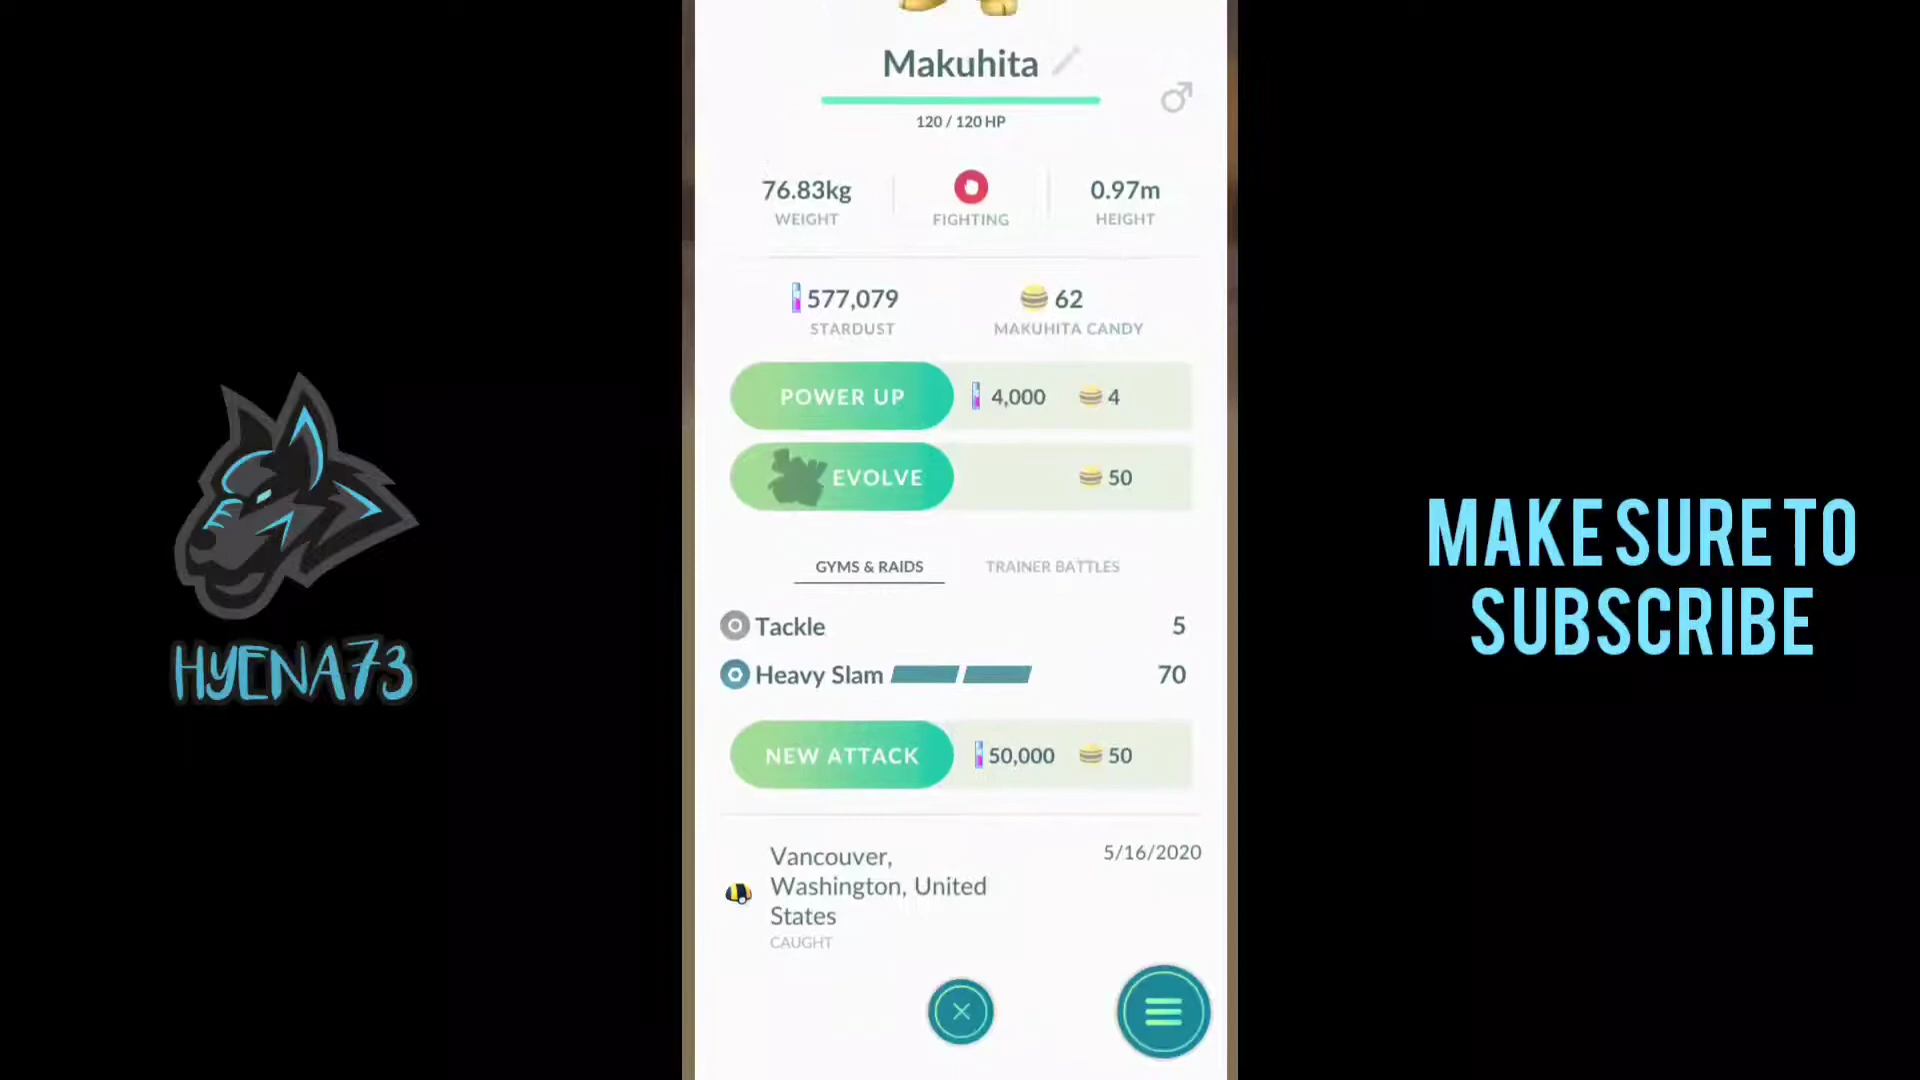 Makuhita
120 / 120 HP
76.83kg
WEIGHT
FIGHTING
0.97m
HEIGHT
577,079
STARDUST
62
MAKUHITA CANDY
POWER UP 4,000 4
EVOLVE 50
GYMS & RAIDS TRAINER BATTLES
Tackle 5
Heavy Slam 70
NEW ATTACK 50,000 50
Vancouver,
Washington, United
States
CAUGHT
5/16/2020
HYENA73
MAKE SURE TO
SUBSCRIBE